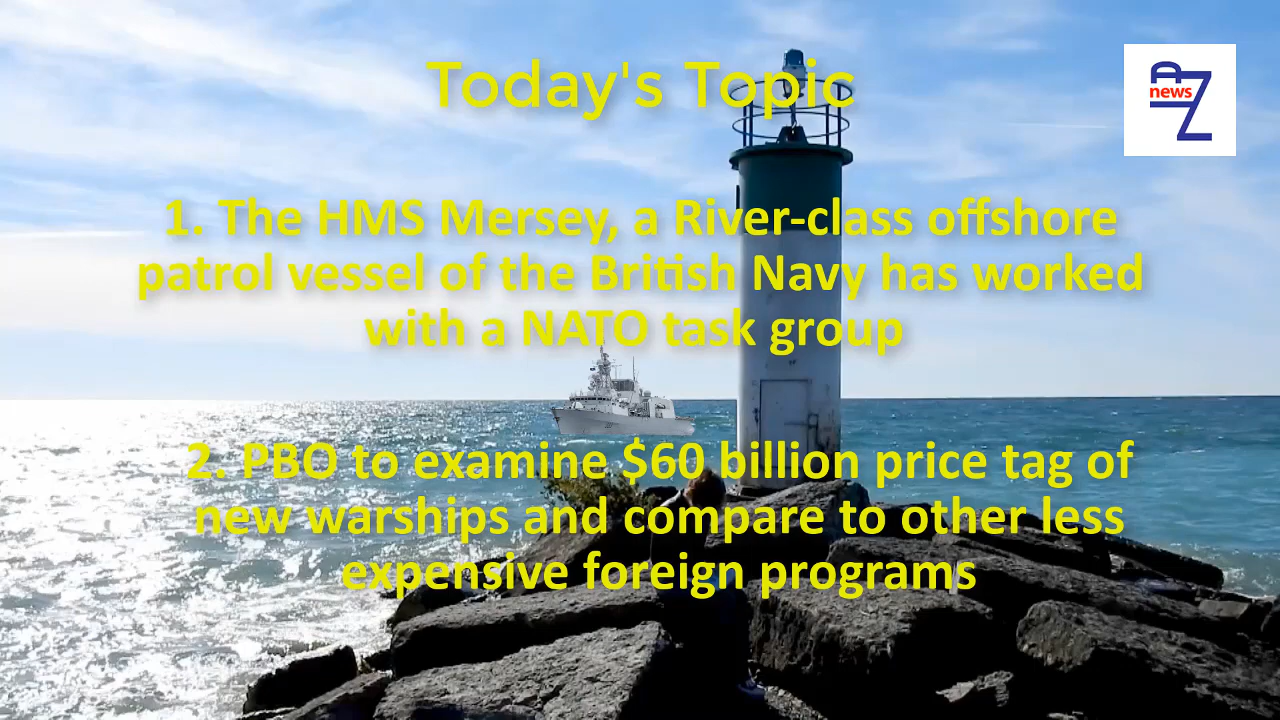 Today's Topic
A
news
Z
1. The HMS Mersey, a River-class offshore
patrol vessel of the British Navy has worked
with a NATO task group
2. PBO to examine $60 billion price tag of
new warships and compare to other less
expensive foreign programs